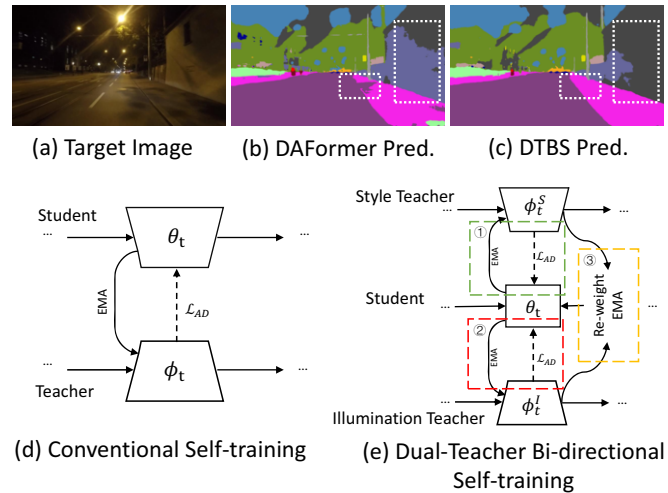 (a) Target Image
(b) DAFormer Pred.
(c) DTBS Pred.
Student
...
θt
...
EMA
ℒAD
...
Teacher
ϕt
...
(d) Conventional Self-training
Style Teacher
...
ϕtS
...
①
EMA
ℒAD
③
Student
...
θt
Re-weight
EMA
...
②
EMA
ℒAD
...
Illumination Teacher
ϕtI
...
(e) Dual-Teacher Bi-directional
Self-training